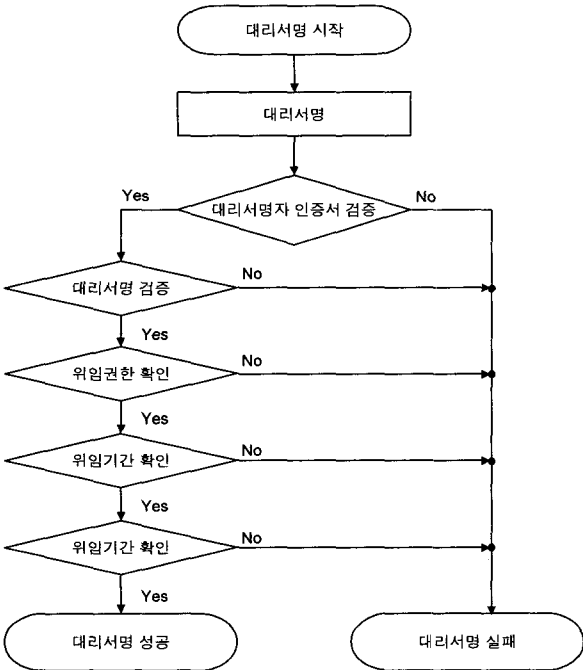 대리서명 시작
대리서명
Yes
No
대리서명자 인증서 검증
No
대리서명 검증
Yes
No
위임권한 확인
Yes
No
위임기간 확인
Yes
No
위임기간 확인
Yes
대리서명 성공
대리서명 실패